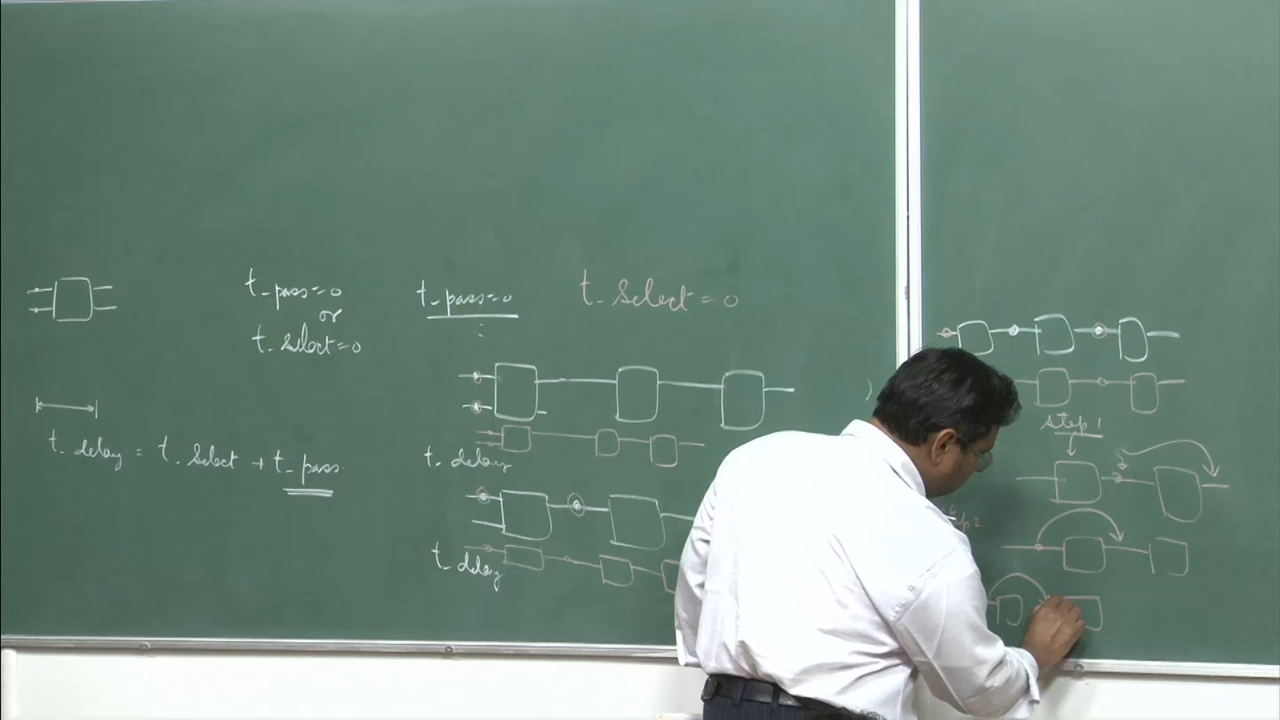 t_pass=0
or
t_select=0
t_delay = t_select + t_pass
t_pass=0
t_select=0
t_delay
t_delay
step 1